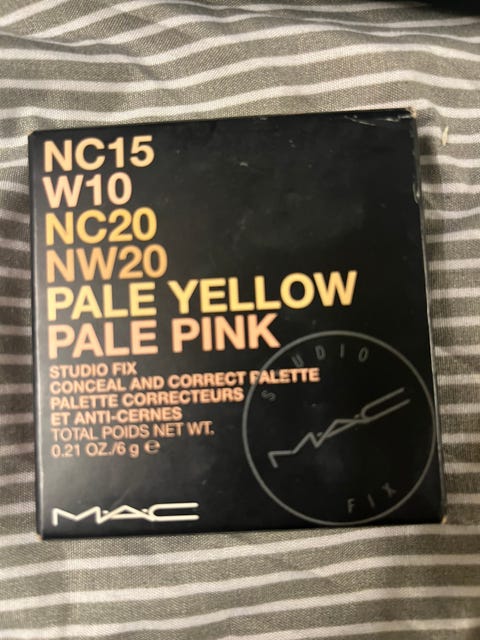 NC15
W10
NC20
NW20
PALE YELLOW
PALE PINK
STUDIO FIX
CONCEAL AND CORRECT PALETTE
PALETTE CORRECTEURS
ET ANTI-CERNES
TOTAL POIDS NET WT.
0.21 OZ./6 g ℮
STUDIO
M·A·C
FIX
M·A·C